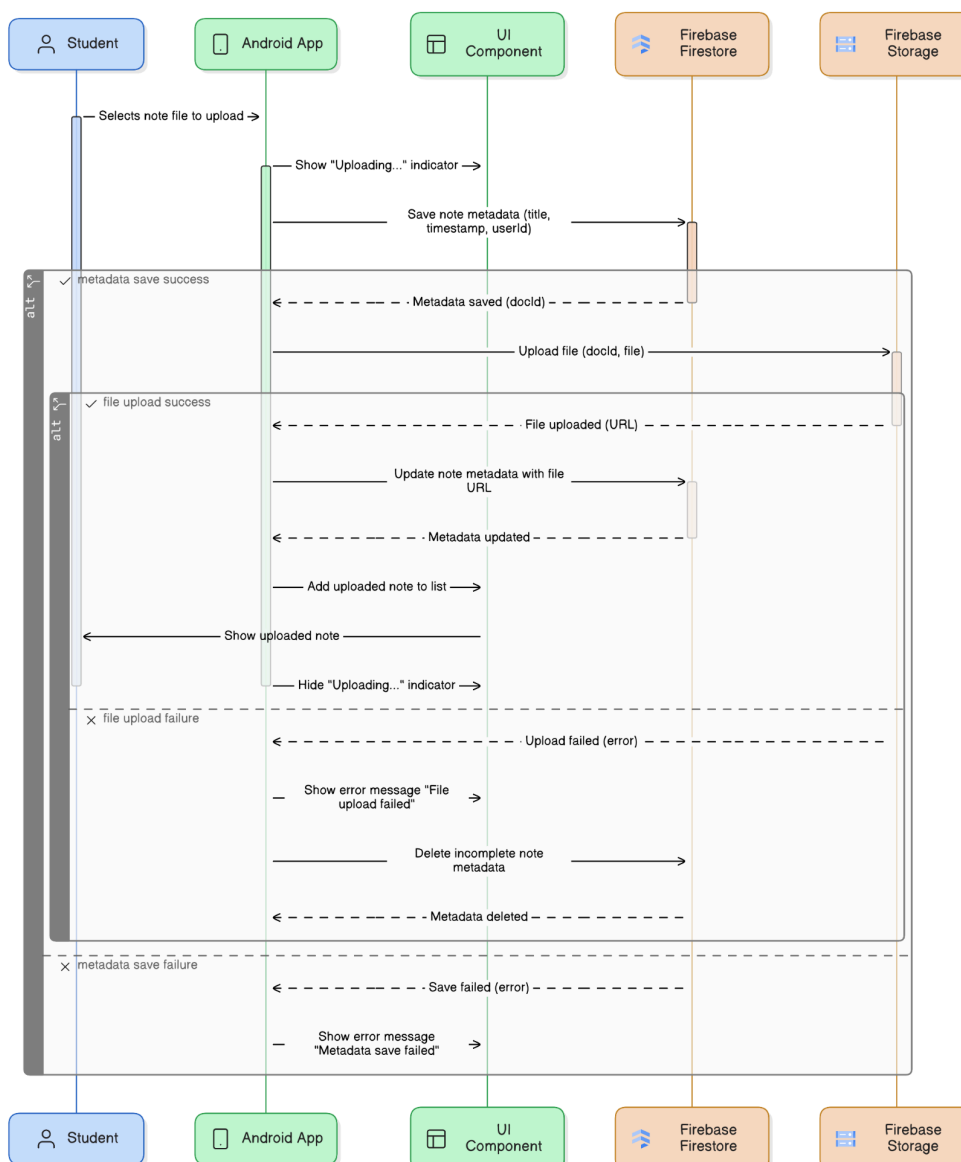 Student
Android App
UI
Component
Firebase
Firestore
Firebase
Storage
Selects note file to upload
Show "Uploading..." indicator
Save note metadata (title,
timestamp, userId)
alt
metadata save success
Metadata saved (docId)
Upload file (docId, file)
alt
file upload success
File uploaded (URL)
Update note metadata with file
URL
Metadata updated
Add uploaded note to list
Show uploaded note
Hide "Uploading..." indicator
file upload failure
Upload failed (error)
Show error message "File
upload failed"
Delete incomplete note
metadata
Metadata deleted
metadata save failure
Save failed (error)
Show error message
"Metadata save failed"
Student
Android App
UI
Component
Firebase
Firestore
Firebase
Storage